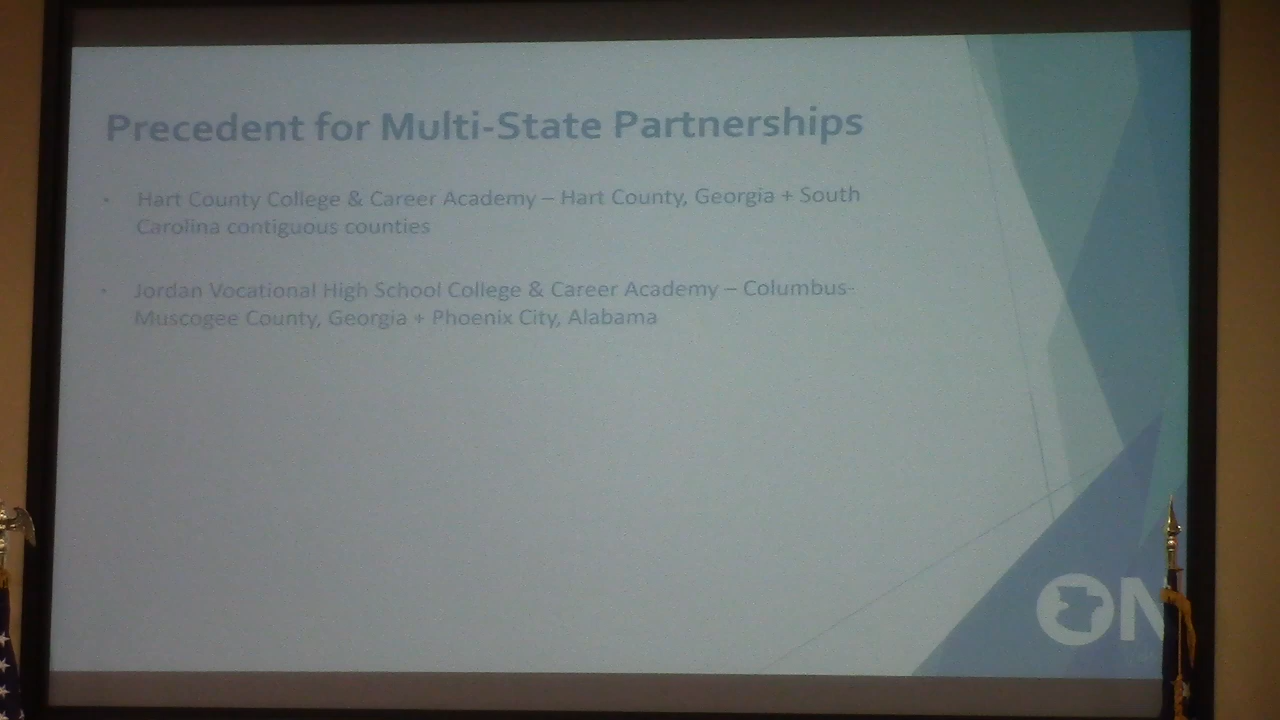 Precedent for Multi-State Partnerships
• Hart County College & Career Academy – Hart County, Georgia + South
Carolina contiguous counties
• Jordan Vocational High School College & Career Academy – Columbus-
Muscogee County, Georgia + Phoenix City, Alabama
ON